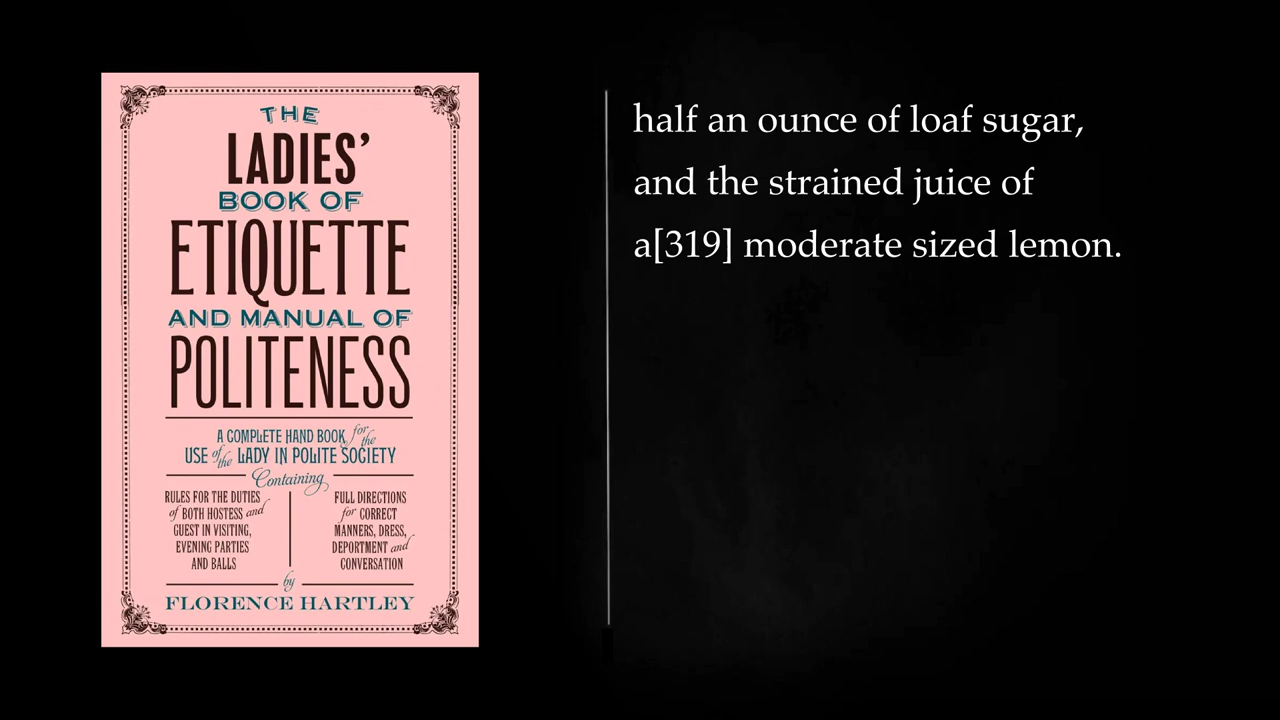 THE
LADIES'
BOOK OF
ETIQUETTE
AND MANUAL OF
POLITENESS
A COMPLETE HAND BOOK for the
USE of the LADY IN POLITE SOCIETY
Containing
RULES FOR THE DUTIES
of BOTH HOSTESS and
GUEST IN VISITING,
EVENING PARTIES
AND BALLS
FULL DIRECTIONS
for CORRECT
MANNERS, DRESS,
DEPORTMENT and
CONVERSATION
by
FLORENCE HARTLEY
half an ounce of loaf sugar,
and the strained juice of
a[319] moderate sized lemon.